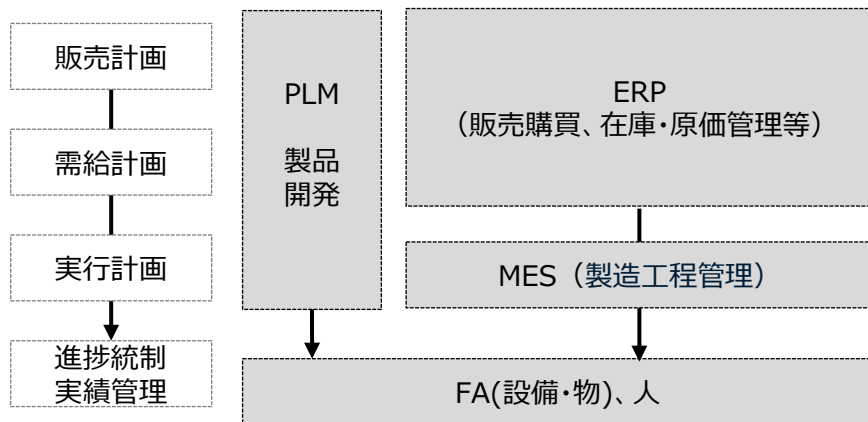 販売計画
需給計画
実行計画
進捗統制
実績管理
PLM
製品
開発
ERP
（販売購買、在庫･原価管理等）
MES（製造工程管理）
FA(設備･物)、人